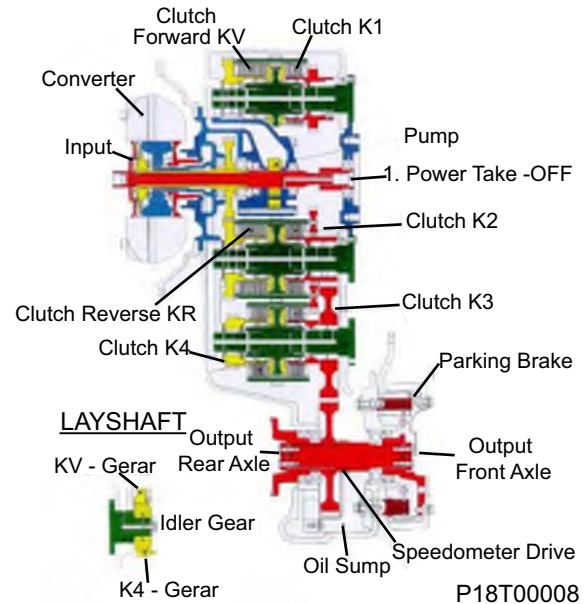 Clutch
Forward KV
Clutch K1
Converter
Input
Pump
1. Power Take -OFF
Clutch K2
Clutch Reverse KR
Clutch K3
Clutch K4
Parking Brake
LAYSHAFT
Output
Rear Axle
Output
Front Axle
KV - Gerar
Idler Gear
Speedometer Drive
Oil Sump
K4 - Gerar
P18T00008